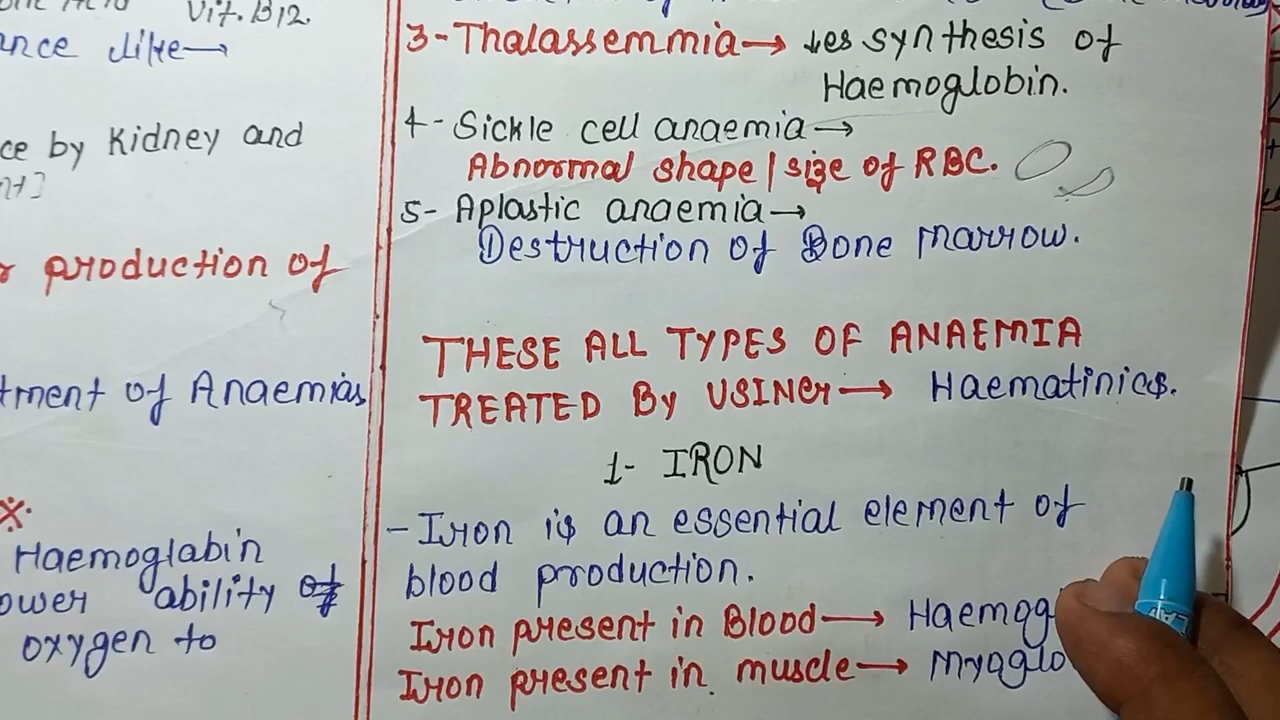 Vit. B12.
ance like→
ce by Kidney and
production of
tment of Anaemias
Haemoglabin
ower ability of
oxygen to
3- Thalassemmia→ ↓es synthesis of
Haemoglobin.
4- Sickle cell anaemia→
Abnormal shape / size of RBC.
5- Aplastic anaemia→
Destruction of Bone marrow.
THESE ALL TYPES OF ANAEMIA
TREATED By USING→ Haematinics.
1- IRON
-Iron is an essential element of
blood production.
Iron present in Blood→ Haemog
Iron present in muscle→ Myoglo